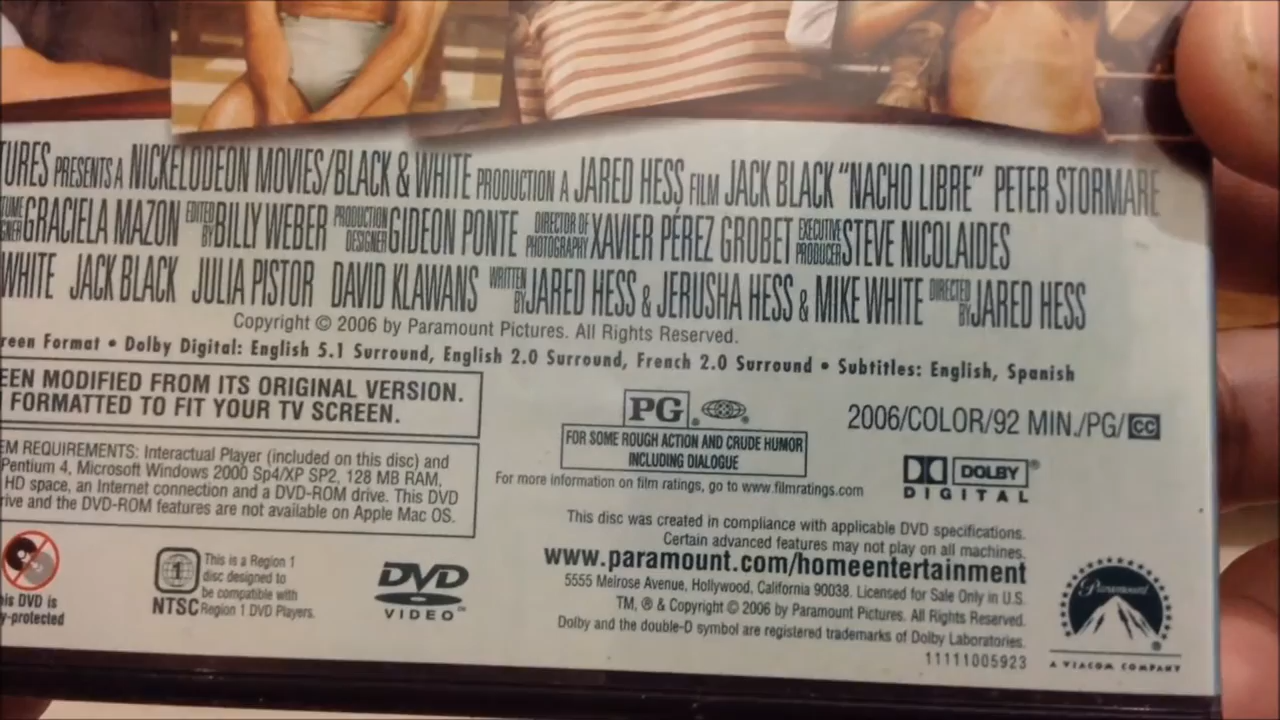 TURES PRESENTS A NICKELODEON MOVIES/BLACK & WHITE PRODUCTION A JARED HESS FILM JACK BLACK "NACHO LIBRE" PETER STORMARE
GRACIELA MAZON EDITED BY BILLY WEBER PRODUCTION DESIGNER GIDEON PONTE DIRECTOR OF PHOTOGRAPHY XAVIER PÉREZ GROBET EXECUTIVE PRODUCER STEVE NICOLAIDES
WHITE JACK BLACK JULIA PISTOR DAVID KLAWANS WRITTEN BY JARED HESS & JERUSHA HESS & MIKE WHITE DIRECTED BY JARED HESS
Copyright © 2006 by Paramount Pictures. All Rights Reserved.
reen Format • Dolby Digital: English 5.1 Surround, English 2.0 Surround, French 2.0 Surround • Subtitles: English, Spanish
EEN MODIFIED FROM ITS ORIGINAL VERSION.
FORMATTED TO FIT YOUR TV SCREEN.
EM REQUIREMENTS: Interactual Player (included on this disc) and
Pentium 4, Microsoft Windows 2000 Sp4/XP SP2, 128 MB RAM,
HD space, an Internet connection and a DVD-ROM drive. This DVD
rive and the DVD-ROM features are not available on Apple Mac OS.
PG
FOR SOME ROUGH ACTION AND CRUDE HUMOR
INCLUDING DIALOGUE
For more information on film ratings, go to www.filmratings.com
2006/COLOR/92 MIN./PG/CC
DOLBY®
DIGITAL
This disc was created in compliance with applicable DVD specifications.
Certain advanced features may not play on all machines.
www.paramount.com/homeentertainment
5555 Melrose Avenue, Hollywood, California 90038. Licensed for Sale Only in U.S.
TM, ® & Copyright © 2006 by Paramount Pictures. All Rights Reserved.
Dolby and the double-D symbol are registered trademarks of Dolby Laboratories.
11111005923
his DVD is
y-protected
1
NTSC
This is a Region 1
disc designed to
be compatible with
Region 1 DVD Players.
DVD
VIDEO™
Paramount
A VIACOM COMPANY